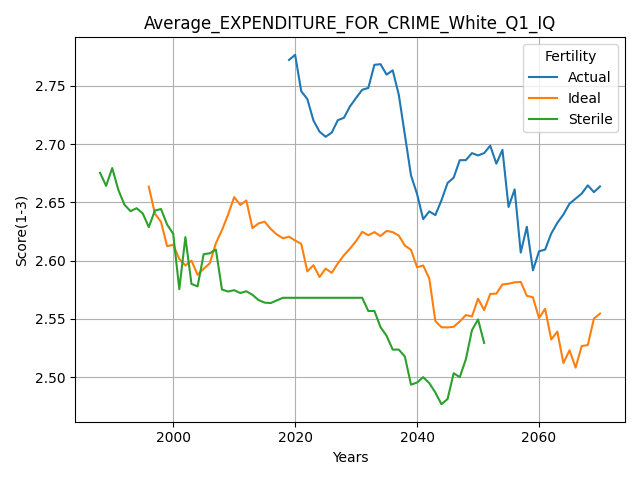 Average_EXPENDITURE_FOR_CRIME_White_Q1_IQ
Fertility
Actual
Ideal
Sterile
Score(1-3)
2.75
2.70
2.65
2.60
2.55
2.50
2000 2020 2040 2060
Years